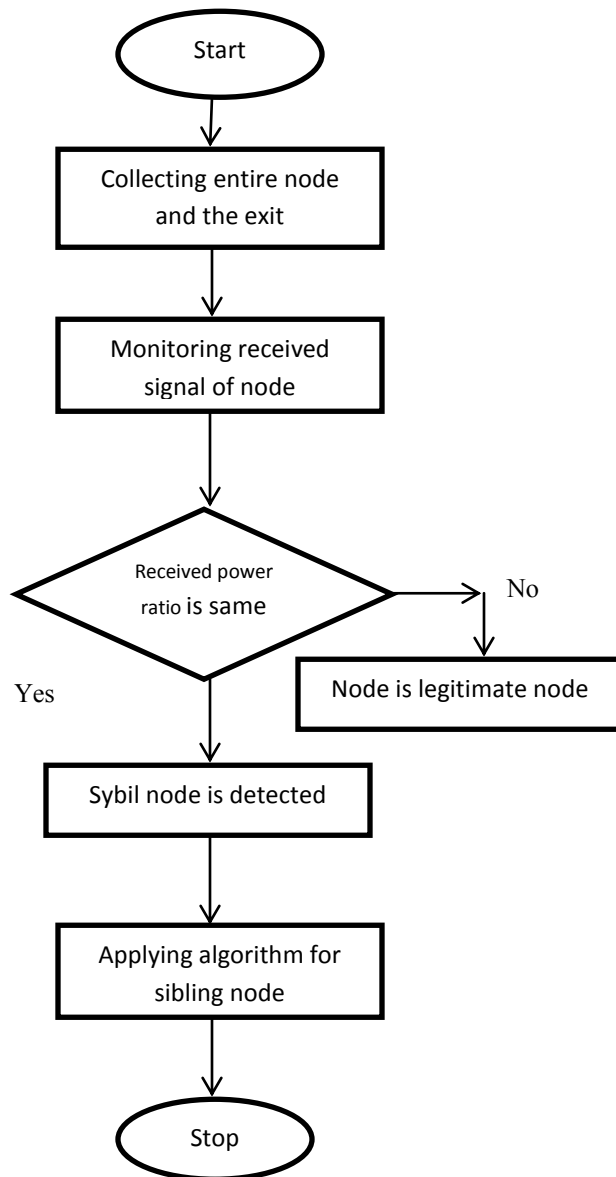 Start
Collecting entire node
and the exit
Monitoring received
signal of node
Received power
ratio is same
No
Node is legitimate node
Yes
Sybil node is detected
Applying algorithm for
sibling node
Stop